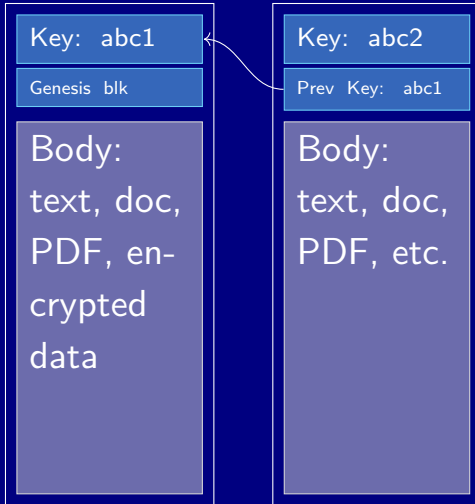 Key: abc1
Genesis blk
Body:
text, doc,
PDF, en-
crypted
data
Key: abc2
Prev Key: abc1
Body:
text, doc,
PDF, etc.